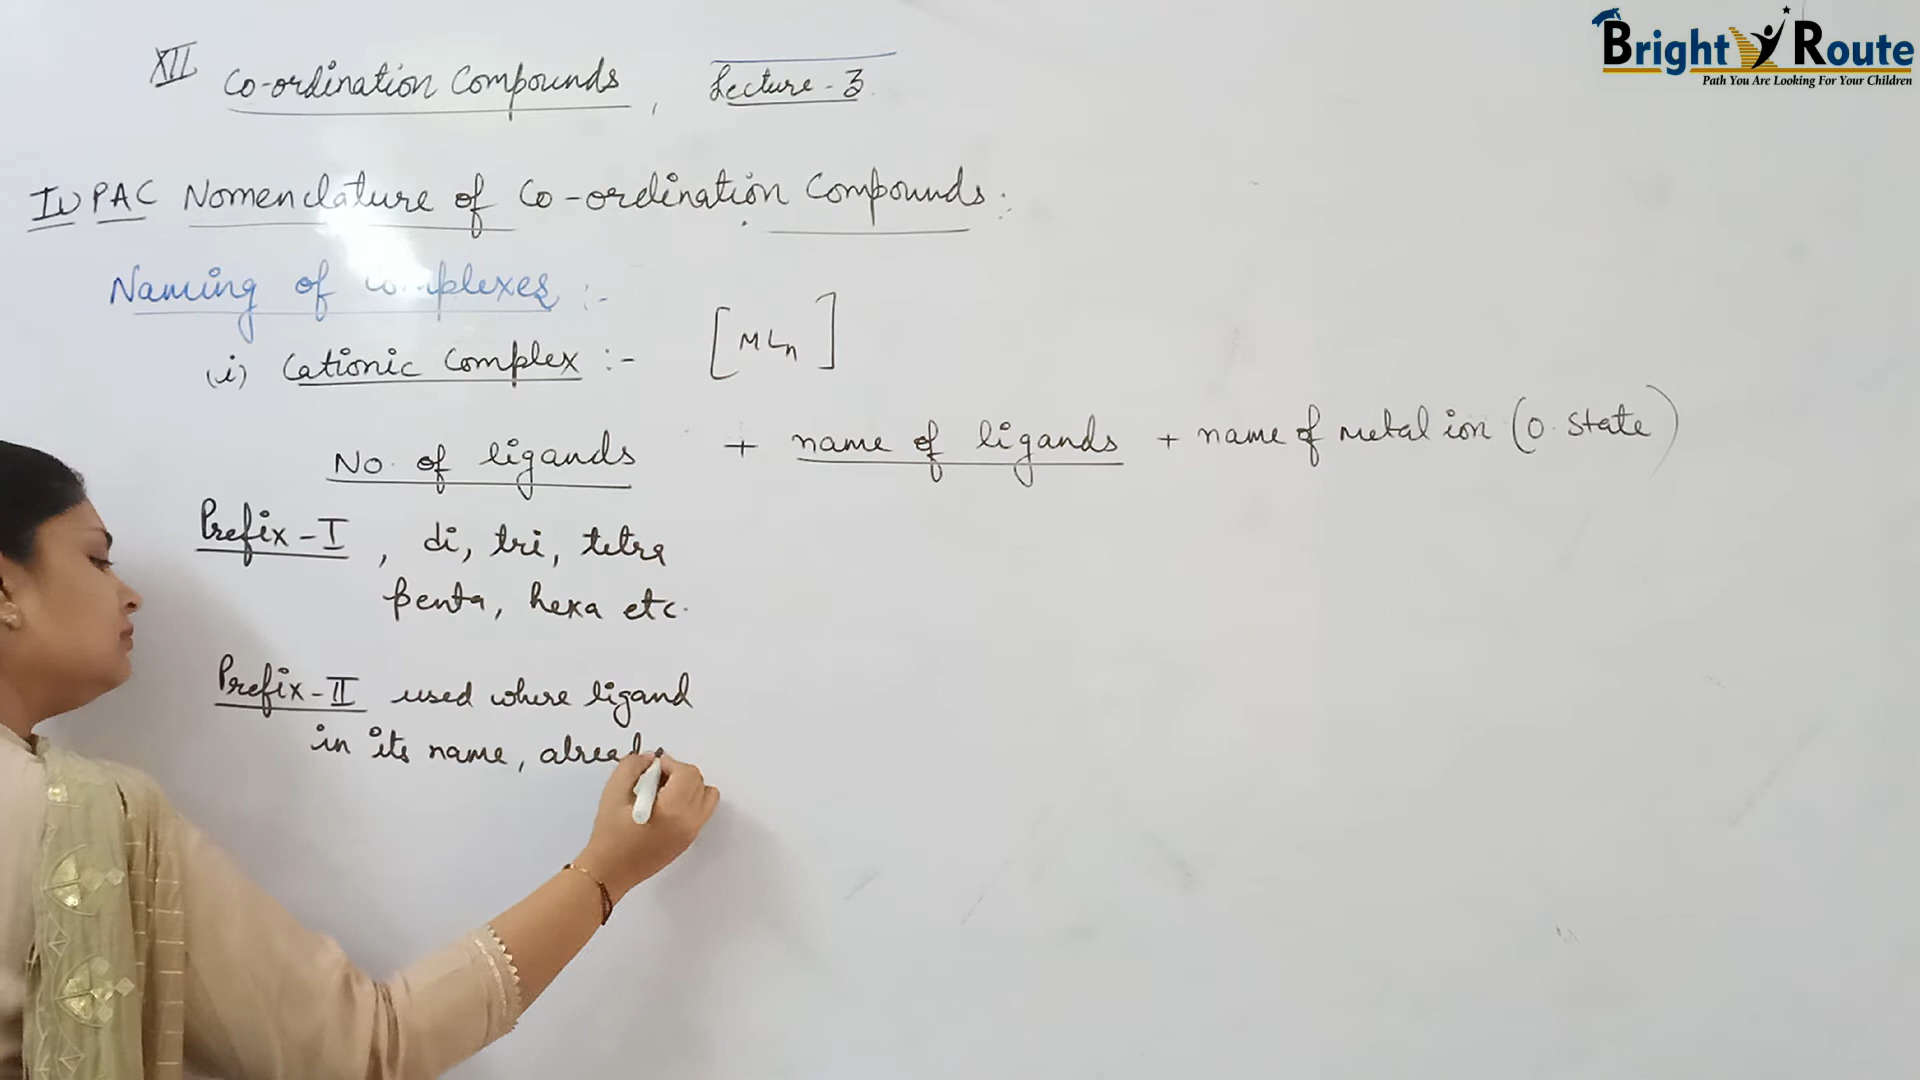 Bright Route
Path You Are Looking For Your Children
XII Co-ordination Compounds, Lecture-3.
IUPAC Nomenclature of Co-ordination Compounds:
Naming of Complexes :-
(i) Cationic Complex :- [MLn]
No. of ligands + name of ligands + name of metal ion (O. State)
Prefix-I, di, tri, tetra
penta, hexa etc.
Prefix-II used where ligand
in its name, already